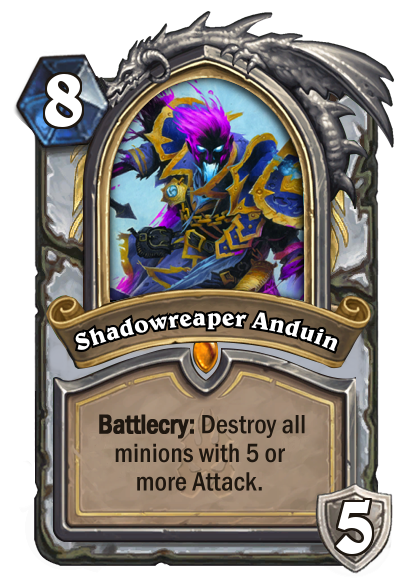 8
Shadowreaper Anduin
Battlecry: Destroy all
minions with 5 or
more Attack.
5